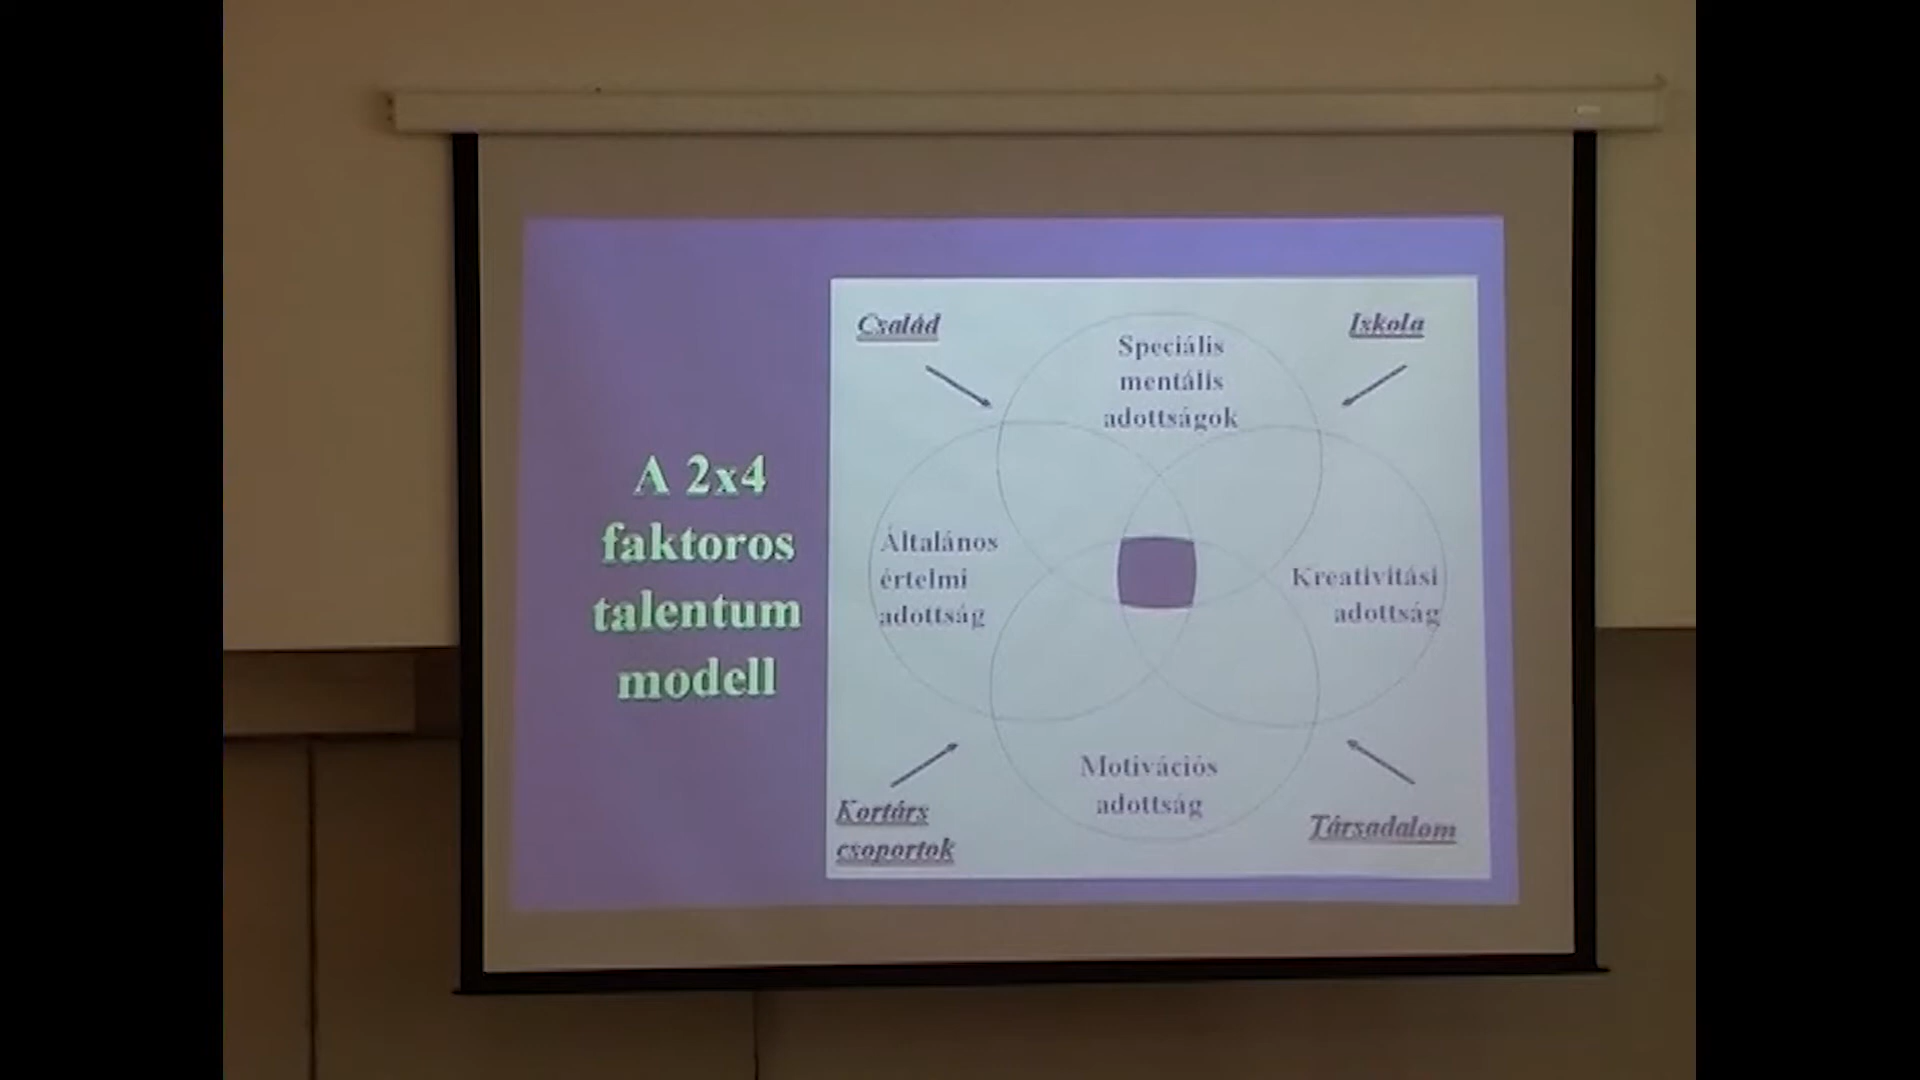 A 2x4
faktoros
talentum
modell
Család
Iskola
Speciális
mentális
adottságok
Általános
értelmi
adottság
Kreativitási
adottság
Motivációs
adottság
Kortárs
csoportok
Társadalom